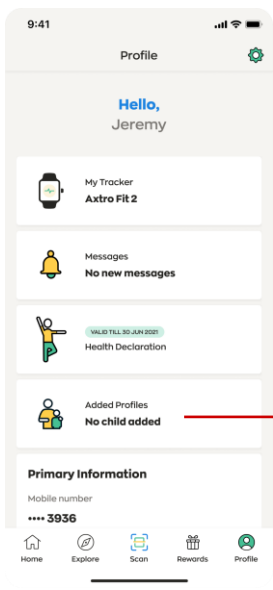 9:41
Profile
Hello,
Jeremy
My Tracker
Axtro Fit 2
Messages
No new messages
VALID TILL 30 JUN 2021
Health Declaration
Added Profiles
No child added
Primary Information
Mobile number
•••• 3936
Home Explore Scan Rewards Profile